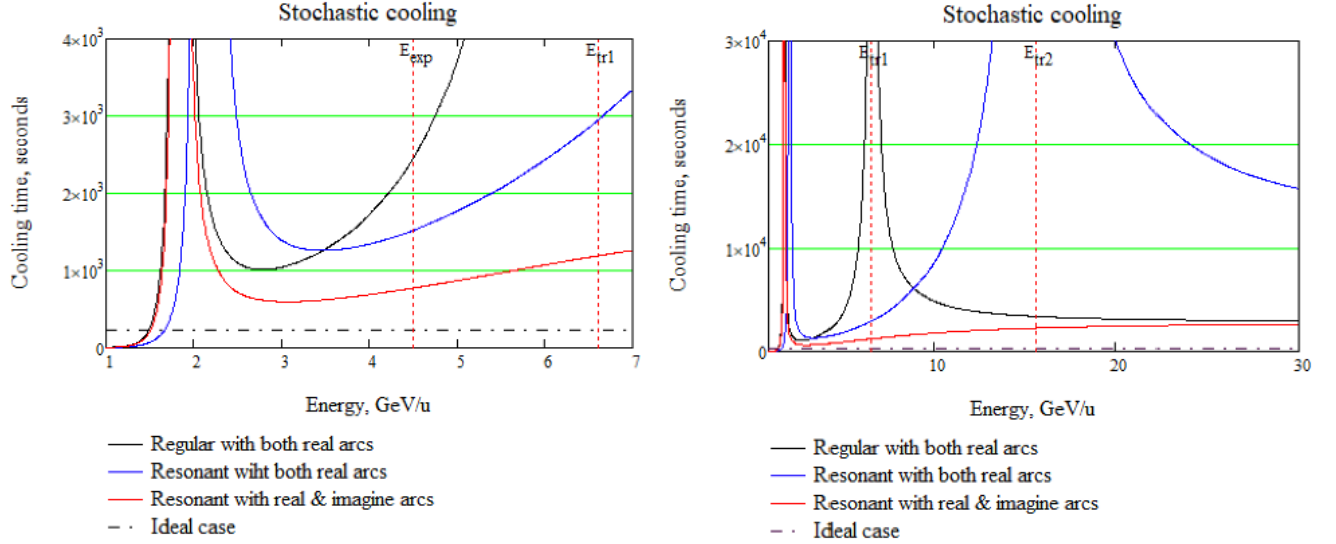 Stochastic cooling
4×10³
E_exp
E_tr1
3×10³
2×10³
1×10³
0
1
2
3
4
5
6
7
Cooling time, seconds
Energy, GeV/u
Regular with both real arcs
Resonant wiht both real arcs
Resonant with real & imagine arcs
Ideal case
Stochastic cooling
3×10⁴
E_tr1
E_tr2
2×10⁴
1×10⁴
0
10
20
30
Cooling time, seconds
Energy, GeV/u
Regular with both real arcs
Resonant with both real arcs
Resonant with real & imagine arcs
Ideal case